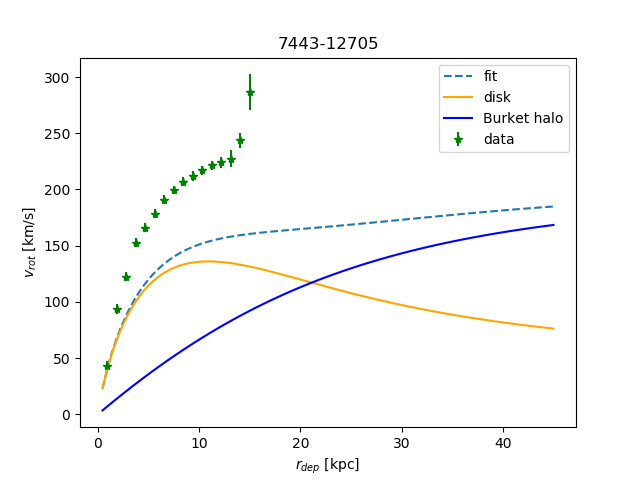 7443-12705
300
250
200
150
100
50
0
v_rot [km/s]
fit
disk
Burket halo
data
0 10 20 30 40
r_dep [kpc]